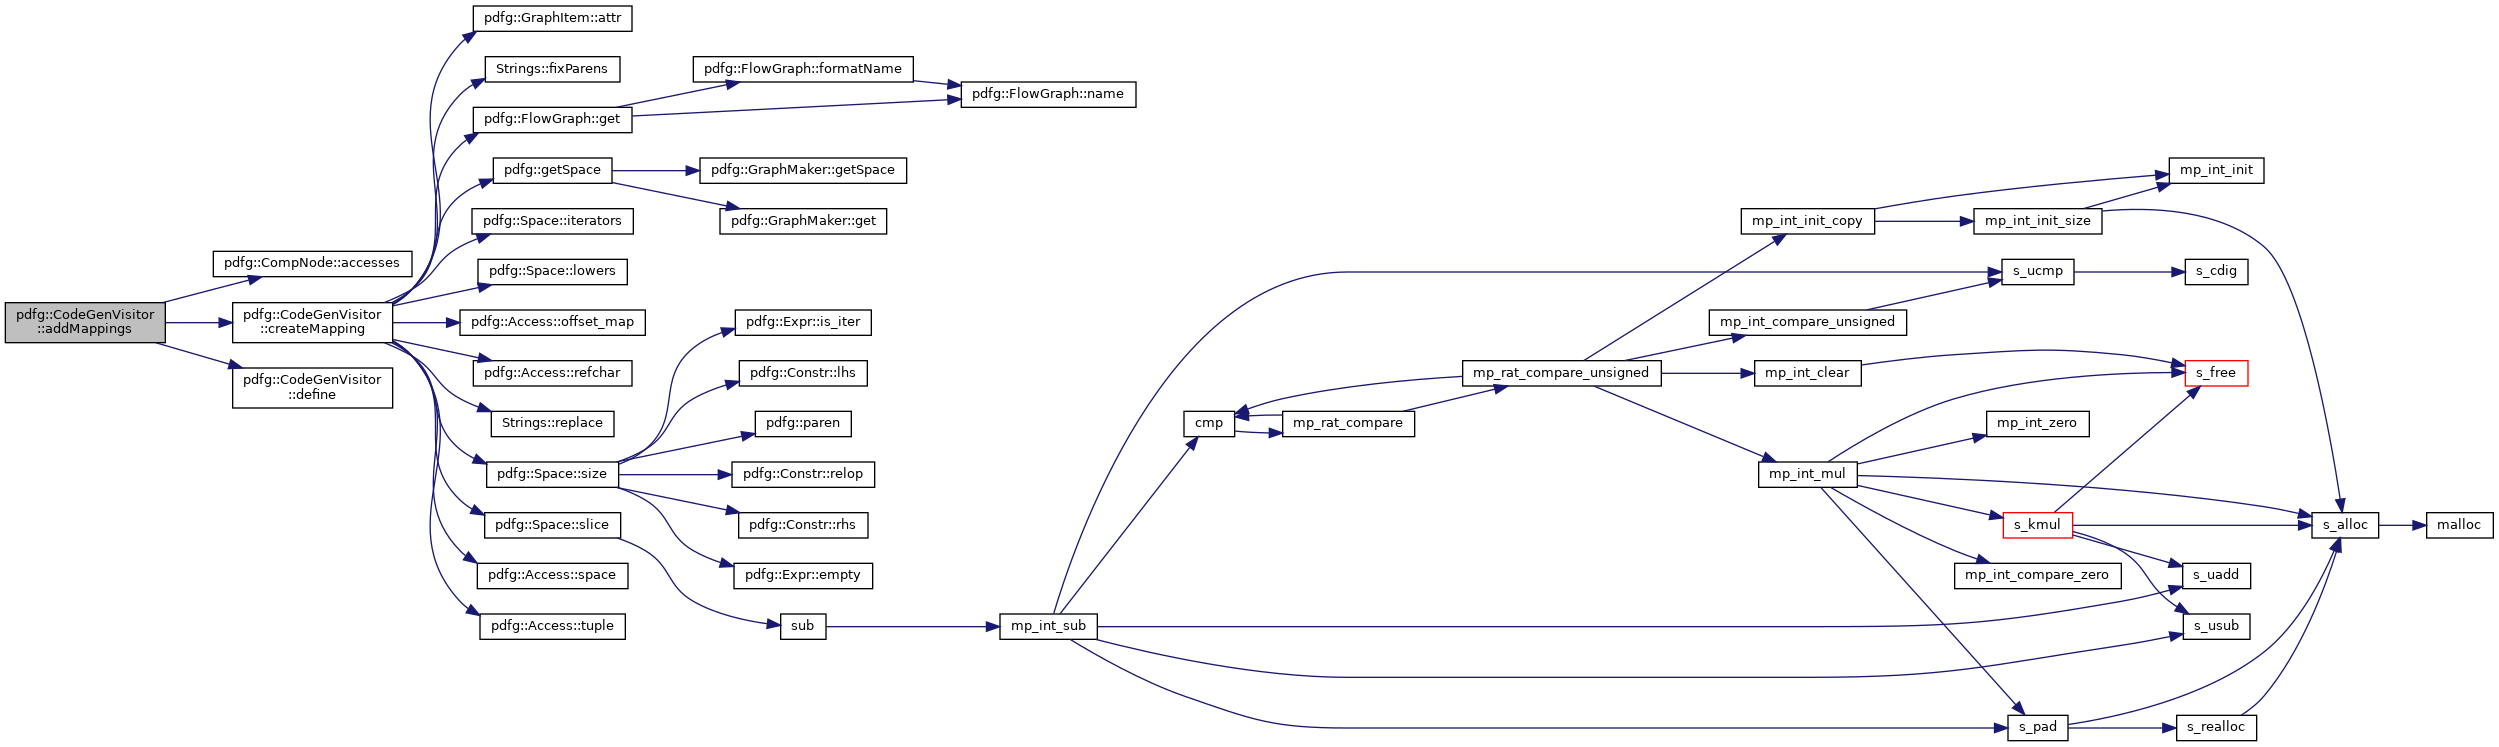 pdfg::CodeGenVisitor
::addMappings
pdfg::CompNode::accesses
pdfg::CodeGenVisitor
::createMapping
pdfg::CodeGenVisitor
::define
pdfg::GraphItem::attr
Strings::fixParens
pdfg::FlowGraph::get
pdfg::getSpace
pdfg::Space::iterators
pdfg::Space::lowers
pdfg::Access::offset_map
pdfg::Access::refchar
Strings::replace
pdfg::Space::size
pdfg::Space::slice
pdfg::Access::space
pdfg::Access::tuple
pdfg::FlowGraph::formatName
pdfg::FlowGraph::name
pdfg::GraphMaker::getSpace
pdfg::GraphMaker::get
pdfg::Expr::is_iter
pdfg::Constr::lhs
pdfg::paren
pdfg::Constr::relop
pdfg::Constr::rhs
pdfg::Expr::empty
sub
mp_int_sub
cmp
mp_rat_compare
mp_rat_compare_unsigned
mp_int_init_copy
mp_int_compare_unsigned
mp_int_clear
mp_int_mul
mp_int_init_size
s_ucmp
mp_int_zero
s_kmul
mp_int_compare_zero
s_pad
mp_int_init
s_cdig
s_free
s_uadd
s_usub
s_realloc
s_alloc
malloc